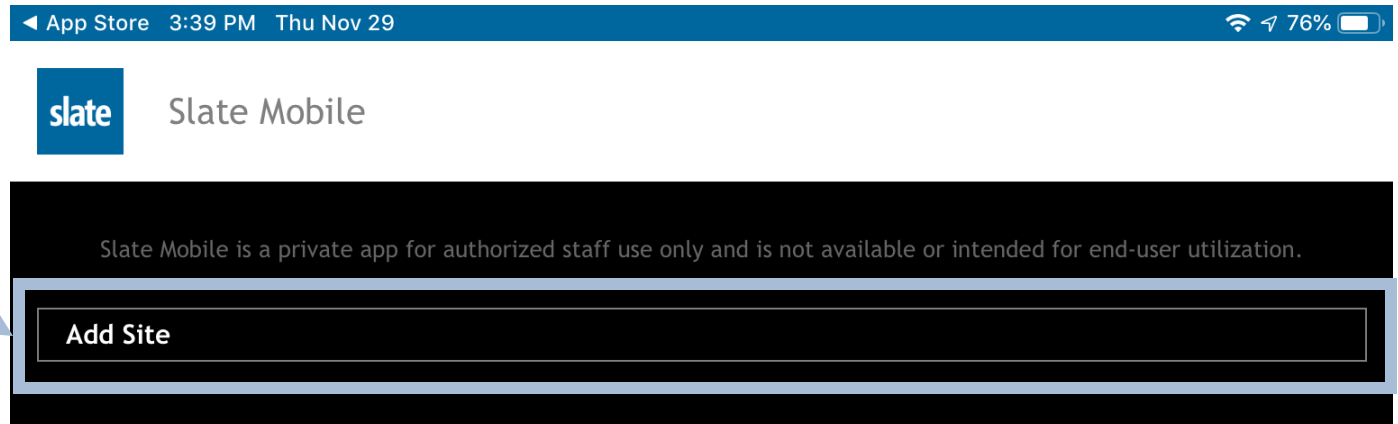 ◀ App Store 3:39 PM Thu Nov 29 76%
slate Slate Mobile
Slate Mobile is a private app for authorized staff use only and is not available or intended for end-user utilization.
Add Site